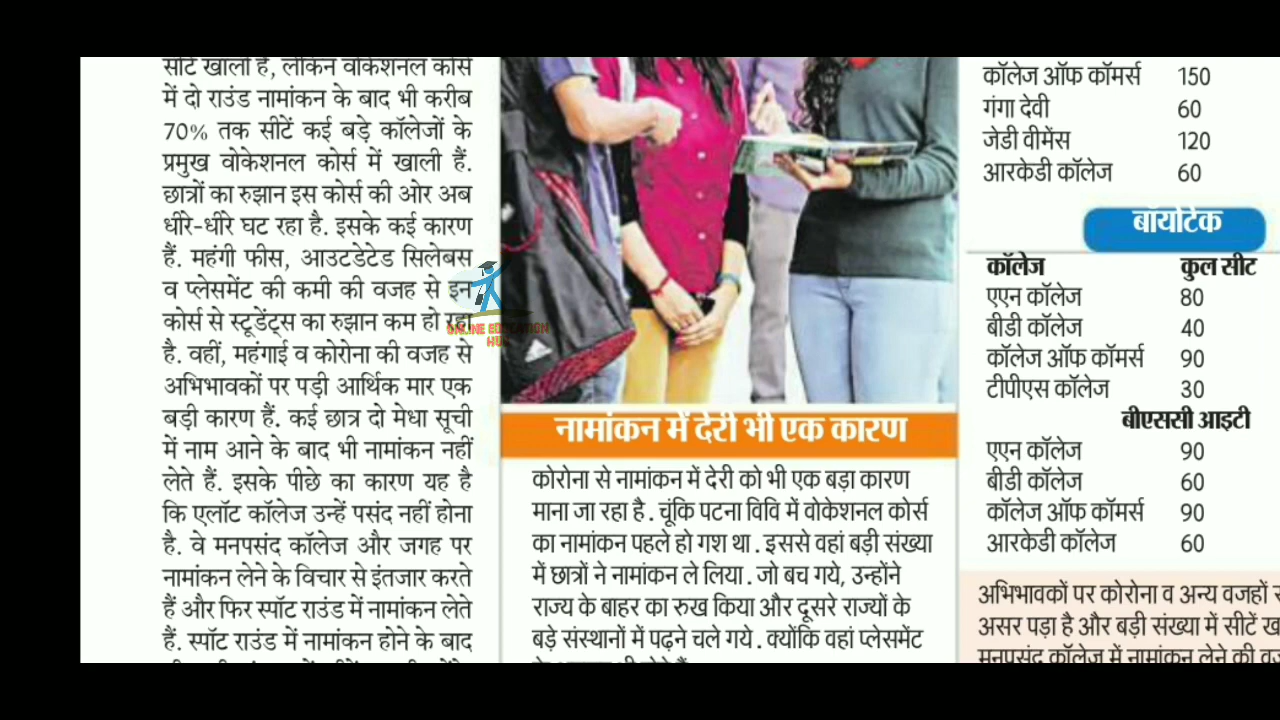 सीटें खाली हैं, लेकिन वोकेशनल कोर्स
में दो राउंड नामांकन के बाद भी करीब
70% तक सीटें कई बड़े कॉलेजों के
प्रमुख वोकेशनल कोर्स में खाली हैं.
छात्रों का रुझान इस कोर्स की ओर अब
धीरे-धीरे घट रहा है. इसके कई कारण
हैं. महंगी फीस, आउटडेटेड सिलेबस
व प्लेसमेंट की कमी की वजह से इन
कोर्स से स्टूडेंट्स का रुझान कम हो रहा
है. वहीं, महंगाई व कोरोना की वजह से
अभिभावकों पर पड़ी आर्थिक मार एक
बड़ी कारण हैं. कई छात्र दो मेधा सूची
में नाम आने के बाद भी नामांकन नहीं
लेते हैं. इसके पीछे का कारण यह है
कि एलॉट कॉलेज उन्हें पसंद नहीं होना
है. वे मनपसंद कॉलेज और जगह पर
नामांकन लेने के विचार से इंतजार करते
हैं और फिर स्पॉट राउंड में नामांकन लेते
हैं. स्पॉट राउंड में नामांकन होने के बाद
ONLINE EDUCATION
HUB
नामांकन में देरी भी एक कारण
कोरोना से नामांकन में देरी को भी एक बड़ा कारण
माना जा रहा है. चूंकि पटना विवि में वोकेशनल कोर्स
का नामांकन पहले हो गश था. इससे वहां बड़ी संख्या
में छात्रों ने नामांकन ले लिया. जो बच गये, उन्होंने
राज्य के बाहर का रुख किया और दूसरे राज्यों के
बड़े संस्थानों में पढ़ने चले गये. क्योंकि वहां प्लेसमेंट
कॉलेज ऑफ कॉमर्स 150
गंगा देवी 60
जेडी वीमेंस 120
आरकेडी कॉलेज 60
बॉयोटेक
कॉलेज कुल सीट
एएन कॉलेज 80
बीडी कॉलेज 40
कॉलेज ऑफ कॉमर्स 90
टीपीएस कॉलेज 30
बीएससी आइटी
एएन कॉलेज 90
बीडी कॉलेज 60
कॉलेज ऑफ कॉमर्स 90
आरकेडी कॉलेज 60
अभिभावकों पर कोरोना व अन्य वजहों
असर पड़ा है और बड़ी संख्या में सीटें
मनपसंद कॉलेज में नामांकन लेने की